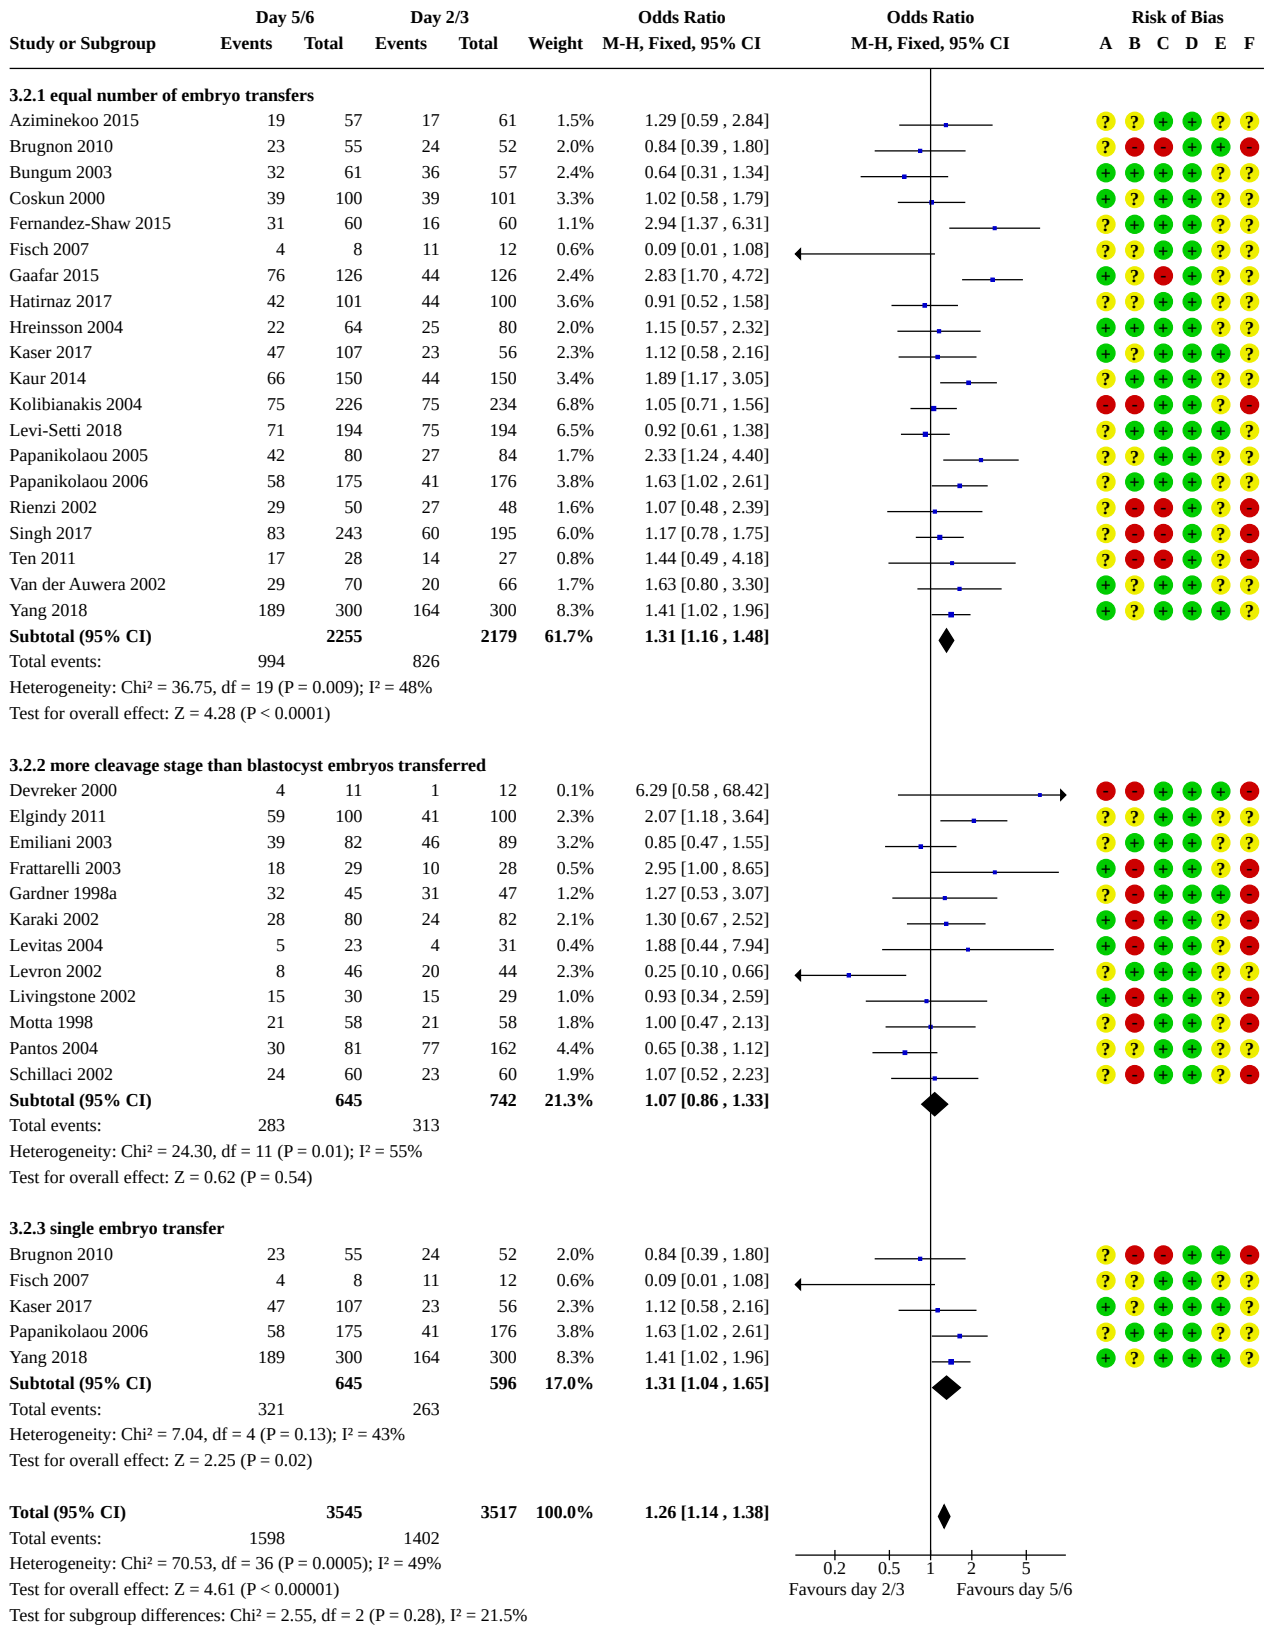 Day 5/6 Day 2/3 Odds Ratio Odds Ratio Risk of Bias
Study or Subgroup Events Total Events Total Weight M-H, Fixed, 95% CI M-H, Fixed, 95% CI A B C D E F
3.2.1 equal number of embryo transfers
Aziminekoo 2015 19 57 17 61 1.5% 1.29 [0.59 , 2.84] ? ? + + ? ?
Brugnon 2010 23 55 24 52 2.0% 0.84 [0.39 , 1.80] ? - - + + -
Bungum 2003 32 61 36 57 2.4% 0.64 [0.31 , 1.34] + + + + ? ?
Coskun 2000 39 100 39 101 3.3% 1.02 [0.58 , 1.79] + ? + + ? ?
Fernandez-Shaw 2015 31 60 16 60 1.1% 2.94 [1.37 , 6.31] ? + + + ? ?
Fisch 2007 4 8 11 12 0.6% 0.09 [0.01 , 1.08] ? ? + + ? ?
Gaafar 2015 76 126 44 126 2.4% 2.83 [1.70 , 4.72] + ? - + ? ?
Hatirnaz 2017 42 101 44 100 3.6% 0.91 [0.52 , 1.58] ? ? + + ? ?
Hreinsson 2004 22 64 25 80 2.0% 1.15 [0.57 , 2.32] + + + + ? ?
Kaser 2017 47 107 23 56 2.3% 1.12 [0.58 , 2.16] + ? + + + ?
Kaur 2014 66 150 44 150 3.4% 1.89 [1.17 , 3.05] ? + + + ? ?
Kolibianakis 2004 75 226 75 234 6.8% 1.05 [0.71 , 1.56] - - + + ? -
Levi-Setti 2018 71 194 75 194 6.5% 0.92 [0.61 , 1.38] ? + + + + ?
Papanikolaou 2005 42 80 27 84 1.7% 2.33 [1.24 , 4.40] ? ? + + ? ?
Papanikolaou 2006 58 175 41 176 3.8% 1.63 [1.02 , 2.61] ? + + + ? ?
Rienzi 2002 29 50 27 48 1.6% 1.07 [0.48 , 2.39] ? - - + ? -
Singh 2017 83 243 60 195 6.0% 1.17 [0.78 , 1.75] ? - - + ? -
Ten 2011 17 28 14 27 0.8% 1.44 [0.49 , 4.18] ? - - + ? -
Van der Auwera 2002 29 70 20 66 1.7% 1.63 [0.80 , 3.30] + ? + + ? ?
Yang 2018 189 300 164 300 8.3% 1.41 [1.02 , 1.96] + ? + + + ?
Subtotal (95% CI) 2255 2179 61.7% 1.31 [1.16 , 1.48]
Total events: 994 826
Heterogeneity: Chi² = 36.75, df = 19 (P = 0.009); I² = 48%
Test for overall effect: Z = 4.28 (P < 0.0001)
3.2.2 more cleavage stage than blastocyst embryos transferred
Devreker 2000 4 11 1 12 0.1% 6.29 [0.58 , 68.42] - - + + + -
Elgindy 2011 59 100 41 100 2.3% 2.07 [1.18 , 3.64] ? ? + + ? ?
Emiliani 2003 39 82 46 89 3.2% 0.85 [0.47 , 1.55] ? + + + ? ?
Frattarelli 2003 18 29 10 28 0.5% 2.95 [1.00 , 8.65] + - + + ? -
Gardner 1998a 32 45 31 47 1.2% 1.27 [0.53 , 3.07] ? - + + + -
Karaki 2002 28 80 24 82 2.1% 1.30 [0.67 , 2.52] + - + + ? -
Levitas 2004 5 23 4 31 0.4% 1.88 [0.44 , 7.94] + - + + ? -
Levron 2002 8 46 20 44 2.3% 0.25 [0.10 , 0.66] ? + + + ? ?
Livingstone 2002 15 30 15 29 1.0% 0.93 [0.34 , 2.59] + - + + ? -
Motta 1998 21 58 21 58 1.8% 1.00 [0.47 , 2.13] ? - + + ? -
Pantos 2004 30 81 77 162 4.4% 0.65 [0.38 , 1.12] ? ? + + ? ?
Schillaci 2002 24 60 23 60 1.9% 1.07 [0.52 , 2.23] ? - + + ? -
Subtotal (95% CI) 645 742 21.3% 1.07 [0.86 , 1.33]
Total events: 283 313
Heterogeneity: Chi² = 24.30, df = 11 (P = 0.01); I² = 55%
Test for overall effect: Z = 0.62 (P = 0.54)
3.2.3 single embryo transfer
Brugnon 2010 23 55 24 52 2.0% 0.84 [0.39 , 1.80] ? - - + + -
Fisch 2007 4 8 11 12 0.6% 0.09 [0.01 , 1.08] ? ? + + ? ?
Kaser 2017 47 107 23 56 2.3% 1.12 [0.58 , 2.16] + ? + + + ?
Papanikolaou 2006 58 175 41 176 3.8% 1.63 [1.02 , 2.61] ? + + + ? ?
Yang 2018 189 300 164 300 8.3% 1.41 [1.02 , 1.96] + ? + + + ?
Subtotal (95% CI) 645 596 17.0% 1.31 [1.04 , 1.65]
Total events: 321 263
Heterogeneity: Chi² = 7.04, df = 4 (P = 0.13); I² = 43%
Test for overall effect: Z = 2.25 (P = 0.02)
Total (95% CI) 3545 3517 100.0% 1.26 [1.14 , 1.38]
Total events: 1598 1402
Heterogeneity: Chi² = 70.53, df = 36 (P = 0.0005); I² = 49%
0.2 0.5 1 2 5
Test for overall effect: Z = 4.61 (P < 0.00001) Favours day 2/3 Favours day 5/6
Test for subgroup differences: Chi² = 2.55, df = 2 (P = 0.28), I² = 21.5%